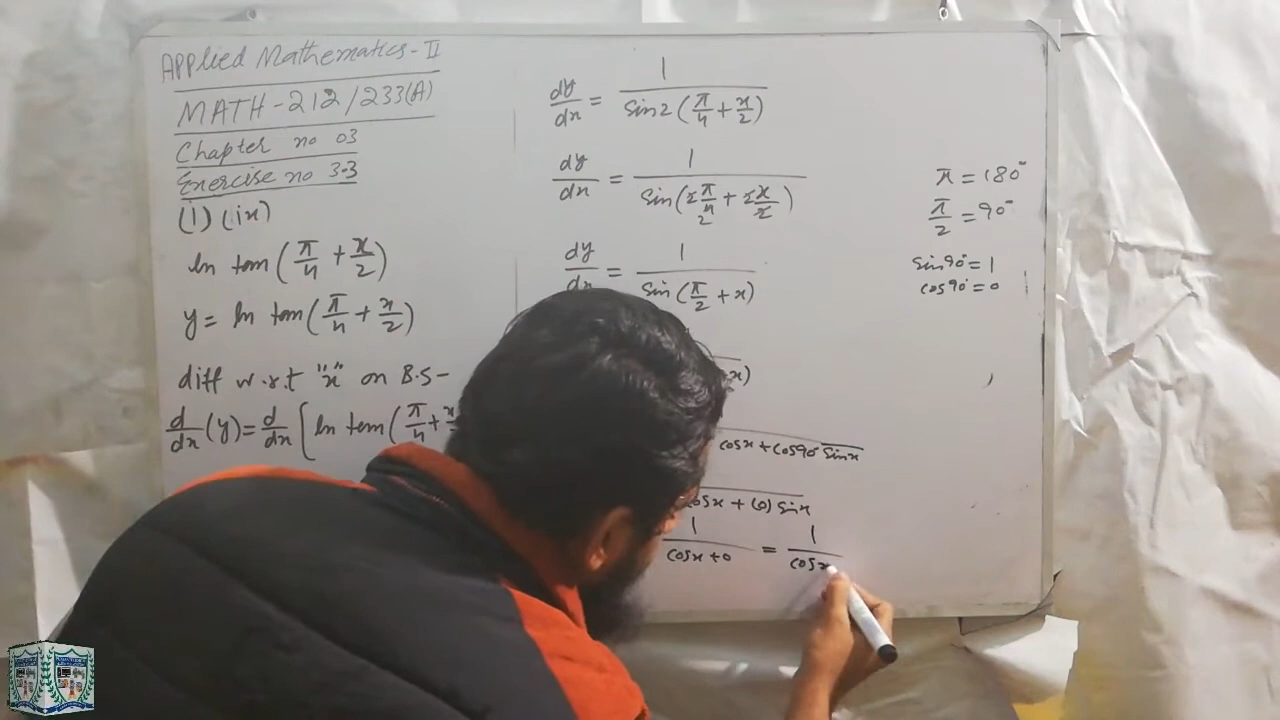 Applied Mathematics-II
MATH-212/233(A)
Chapter no 03
Exercise no 3.3
(1) (ix)
ln tan(π/4 + x/2)
y = ln tan(π/4 + x/2)
diff w.r.t "x" on B.S-
d/dx (y) = d/dx [ln tan(π/4 + x
dy/dx = 1/sin2(π/4 + x/2)
dy/dx = 1/sin(2π/4 + 2x/2)
2
dy/dx = 1/sin(π/2 + x)
x)
cosx + cos90° sinx
cosx + (0) sinx
1/cosx+0 = 1/cosx
π = 180°
π/2 = 90°
sin90° = 1
cos90° = 0